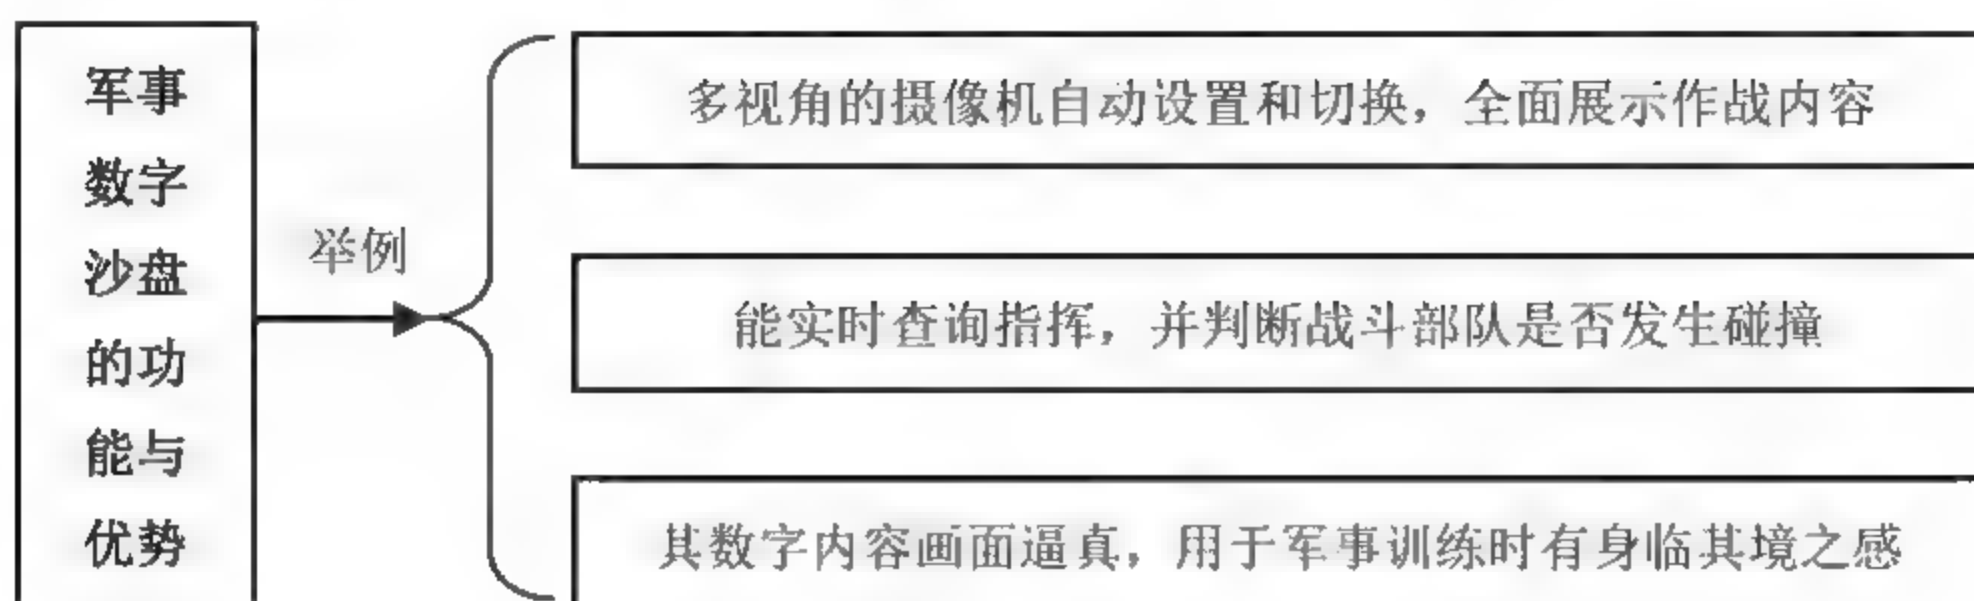 军事
数字
沙盘
的功
能与
优势
举例
多视角的摄像机自动设置和切换，全面展示作战内容
能实时查询指挥，并判断战斗部队是否发生碰撞
其数字内容画面逼真，用于军事训练时有身临其境之感